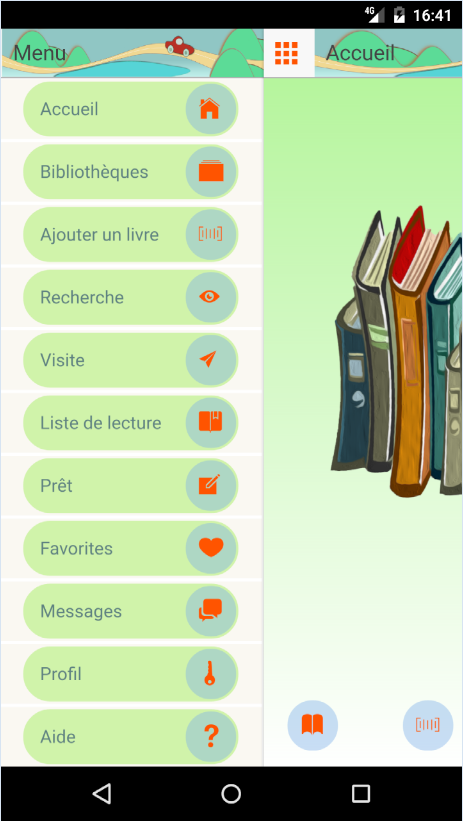 4G 16:41
Menu
Accueil
Accueil
Bibliothèques
Ajouter un livre
Recherche
Visite
Liste de lecture
Prêt
Favorites
Messages
Profil
Aide